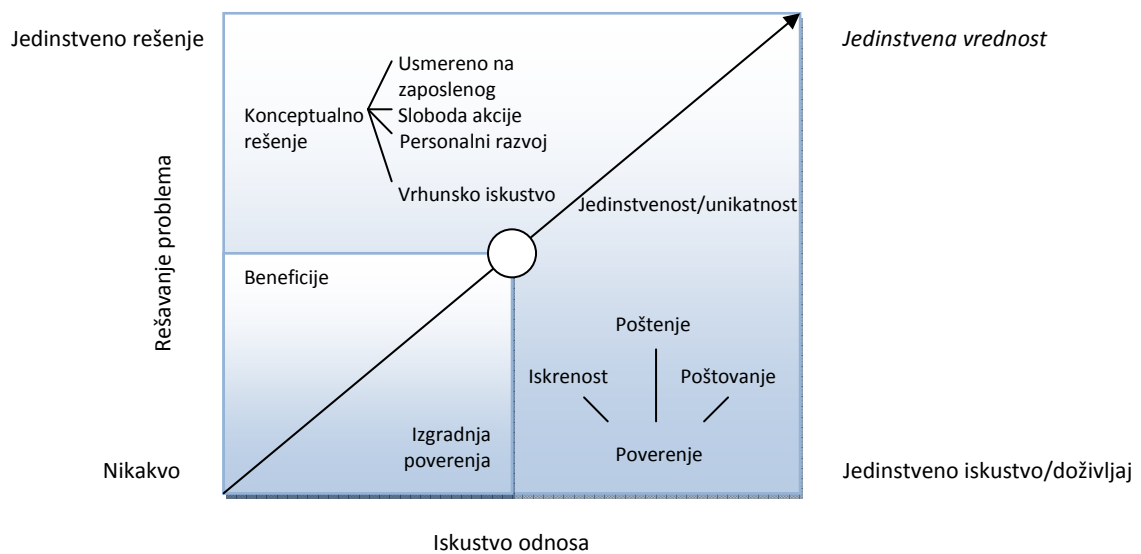 Jedinstveno rešenje
Jedinstvena vrednost
Usmereno na
zaposlenog
Konceptualno
rešenje
Sloboda akcije
Personalni razvoj
Vrhunsko iskustvo
Jedinstvenost/unikatnost
Rešavanje problema
Beneficije
Poštenje
Iskrenost
Poštovanje
Izgradnja
poverenja
Poverenje
Nikakvo
Jedinstveno iskustvo/doživljaj
Iskustvo odnosa